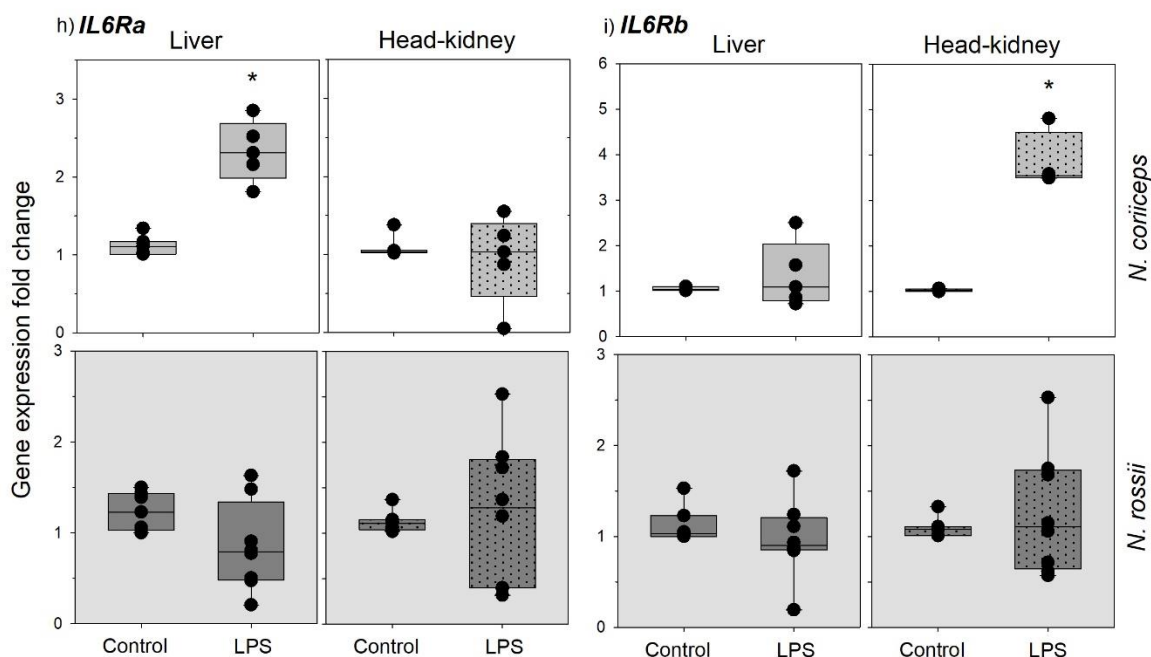 h) IL6Ra
Liver
Head-kidney
i) IL6Rb
Liver
Head-kidney
Gene expression fold change
3
2
1
0
*
6
5
4
3
2
1
0
*
N. coriiceps
3
2
1
0
3
2
1
0
N. rossii
Control
LPS
Control
LPS
Control
LPS
Control
LPS